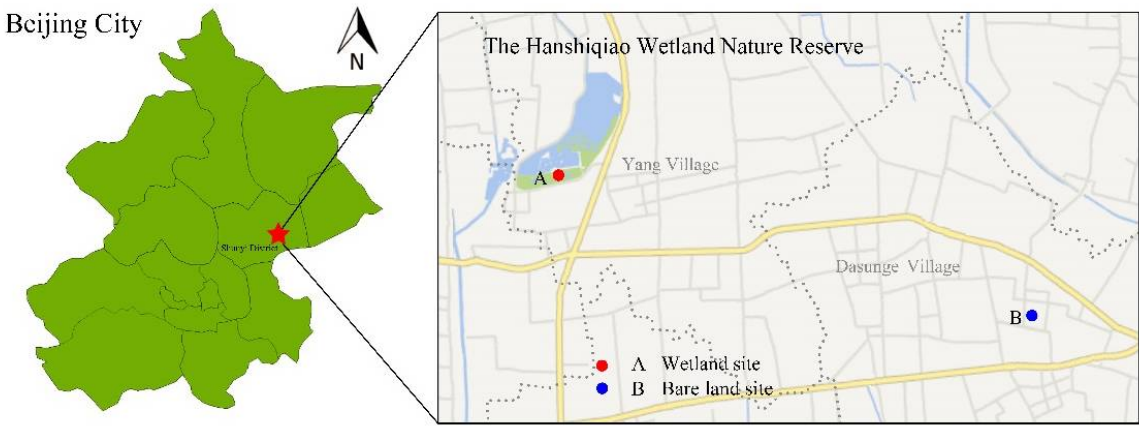 Beijing City
N
Shunyi District
The Hanshiqiao Wetland Nature Reserve
Yang Village
A
Dasunge Village
B
A Wetland site
B Bare land site